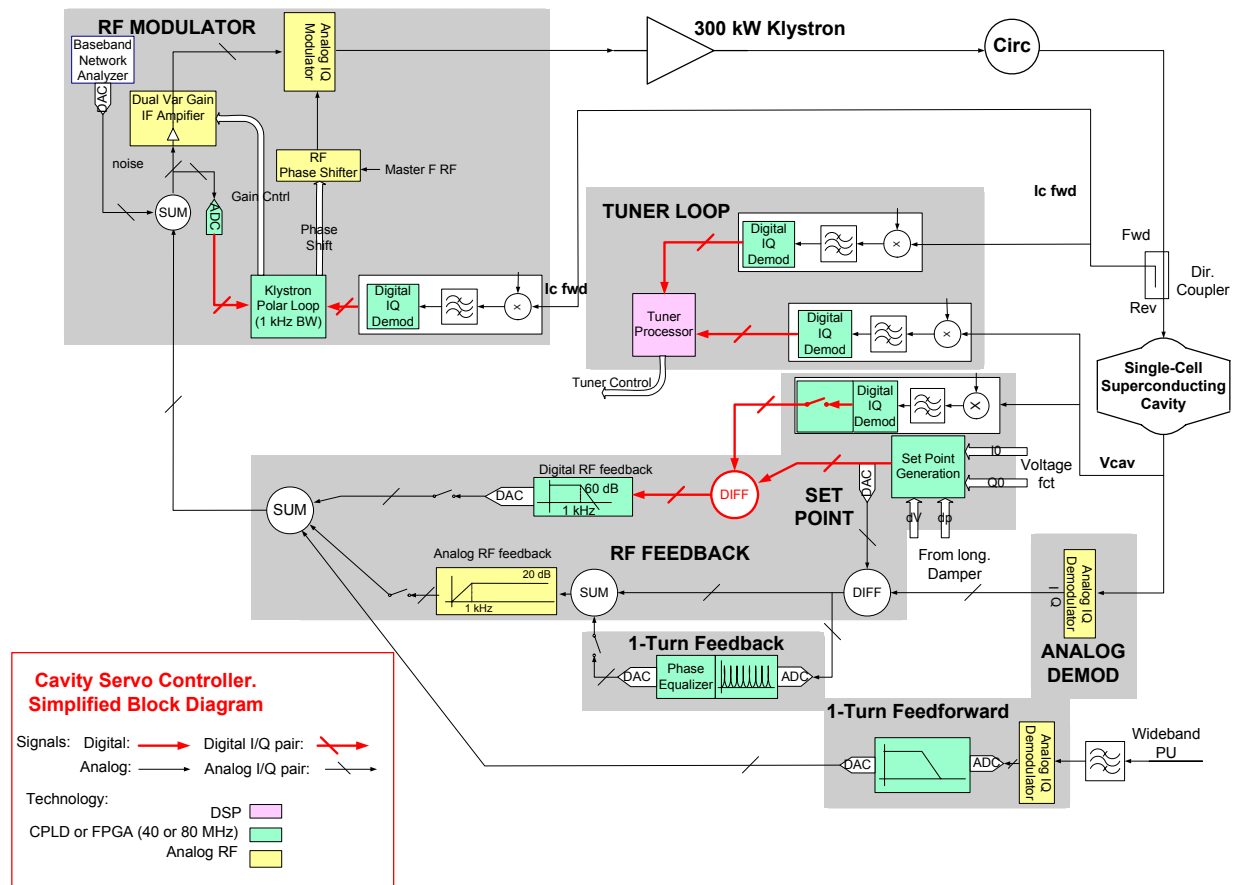 RF MODULATOR
Baseband
Network
Analyzer
DAC
Dual Var Gain
IF Ampifier
noise
SUM
ADC
Gain Cntrl
Analog IQ
Modulator
RF
Phase Shifter
Master F RF
Phase
Shift
Klystron
Polar Loop
(1 kHz BW)
Digital
IQ
Demod
X
Ic fwd
300 kW Klystron
Circ
Ic fwd
Fwd
Dir.
Coupler
Rev
TUNER LOOP
Digital
IQ
Demod
X
Tuner
Processor
Digital
IQ
Demod
X
Tuner Control
Single-Cell
Superconducting
Cavity
Digital
IQ
Demod
X
Set Point
Generation
I0
Q0
Voltage
fct
Vcav
dV
dp
From long.
Damper
DAC
SET
POINT
DIFF
Digital RF feedback
60 dB
1 kHz
DAC
SUM
RF FEEDBACK
Analog RF feedback
20 dB
1 kHz
SUM
DIFF
Analog IQ
Demodulator
I Q
ANALOG
DEMOD
1-Turn Feedback
DAC
Phase
Equalizer
ADC
1-Turn Feedforward
DAC
ADC
Analog IQ
Demodulator
Wideband
PU
Cavity Servo Controller.
Simplified Block Diagram
Signals: Digital: Digital I/Q pair:
Analog: Analog I/Q pair:
Technology:
DSP
CPLD or FPGA (40 or 80 MHz)
Analog RF